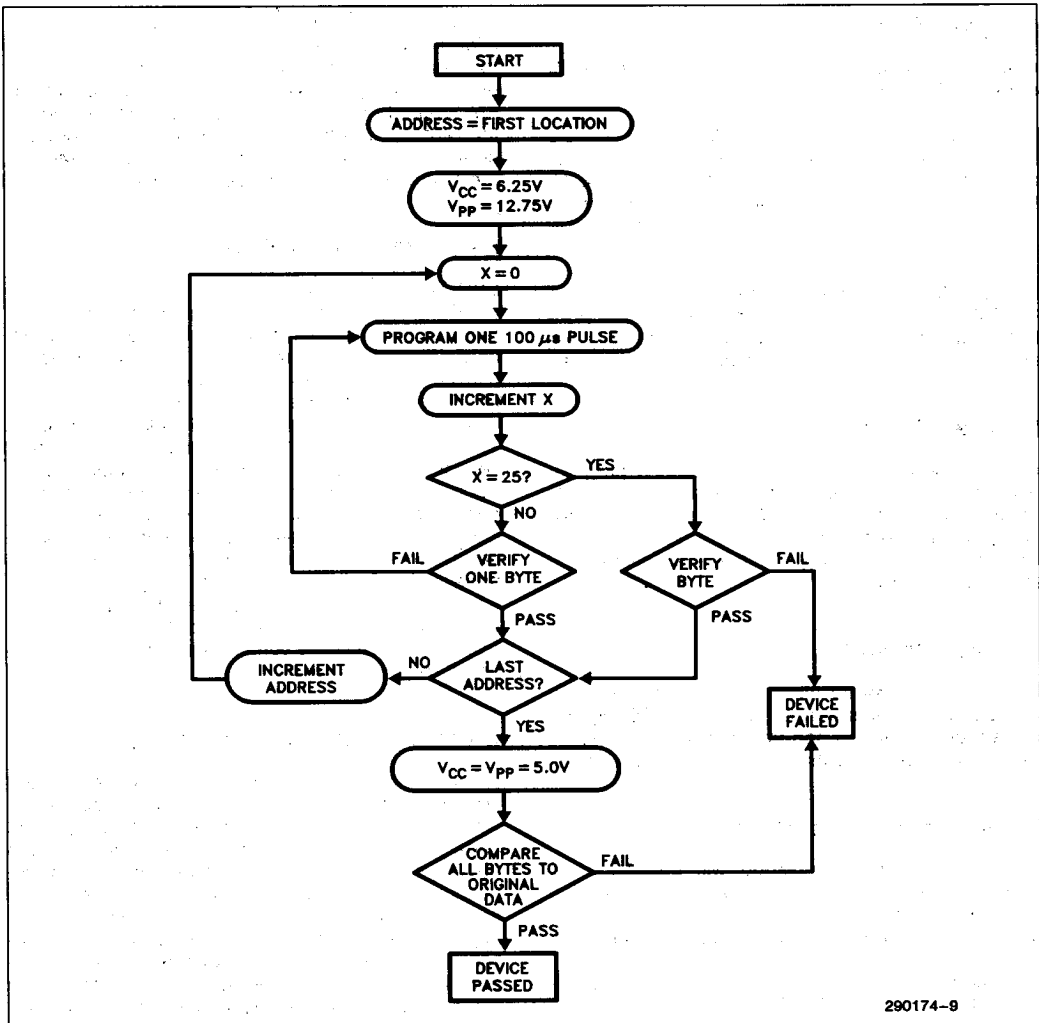 START
ADDRESS = FIRST LOCATION
VCC = 6.25V
VPP = 12.75V
X = 0
PROGRAM ONE 100 μs PULSE
INCREMENT X
X = 25?
YES
NO
VERIFY
ONE BYTE
FAIL
PASS
VERIFY
BYTE
FAIL
PASS
LAST
ADDRESS?
NO
INCREMENT
ADDRESS
YES
DEVICE
FAILED
VCC = VPP = 5.0V
COMPARE
ALL BYTES TO
ORIGINAL
DATA
FAIL
PASS
DEVICE
PASSED
290174-9